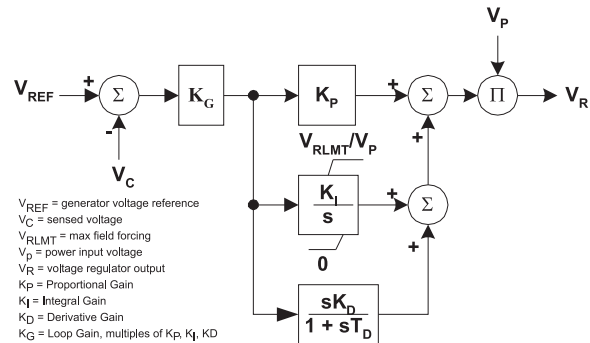 V_P
V_REF + Σ - K_G K_P + Σ + Π V_R
V_C
V_RLMT/V_P
K_I
s
+ Σ +
0
sK_D
1 + sT_D
V_REF = generator voltage reference
V_C = sensed voltage
V_RLMT = max field forcing
V_p = power input voltage
V_R = voltage regulator output
K_P = Proportional Gain
K_I = Integral Gain
K_D = Derivative Gain
K_G = Loop Gain, multiples of K_P, K_I, KD